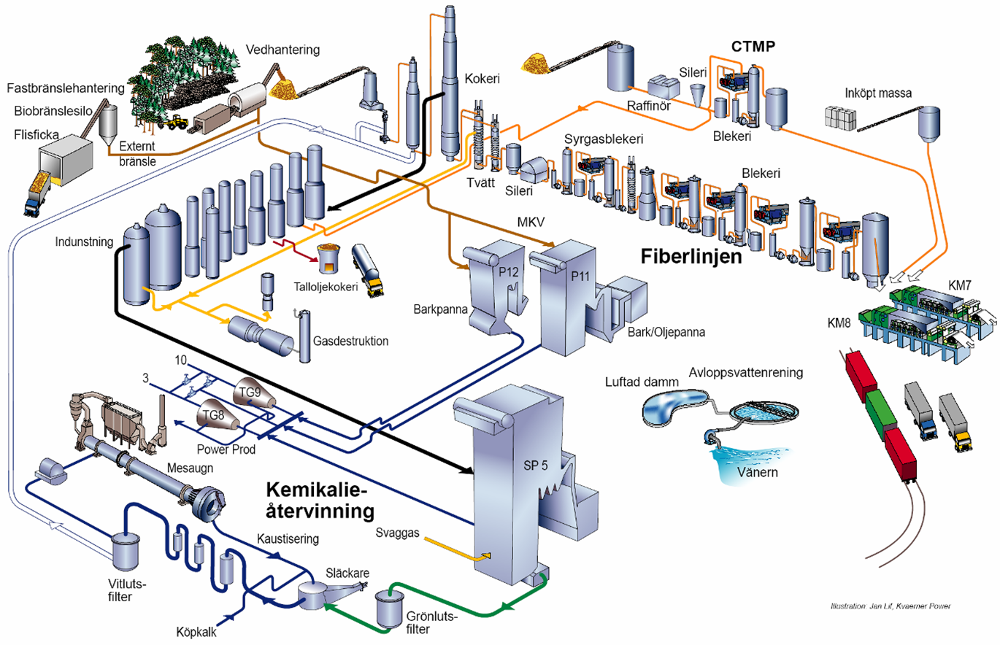 Vedhantering
Fastbränslehantering
Biobränslesilo
Flisficka
Externt
bränsle
Kokeri
CTMP
Sileri
Raffinör
Blekeri
Inköpt massa
Tvätt
Sileri
Syrgasblekeri
Blekeri
Fiberlinjen
MKV
Indunstning
Talloljekokeri
Gasdestruktion
P12
P11
Barkpanna
Bark/Oljepanna
KM7
KM8
10
3
TG9
TG8
Power Prod
Mesaugn
Kemikalie-
återvinning
SP 5
Luftad damm
Avloppsvattenrening
Vänern
Svaggas
Kaustisering
Släckare
Vitluts-
filter
Köpkalk
Grönluts-
filter
Illustration: Jan Lif, Kvaerner Power